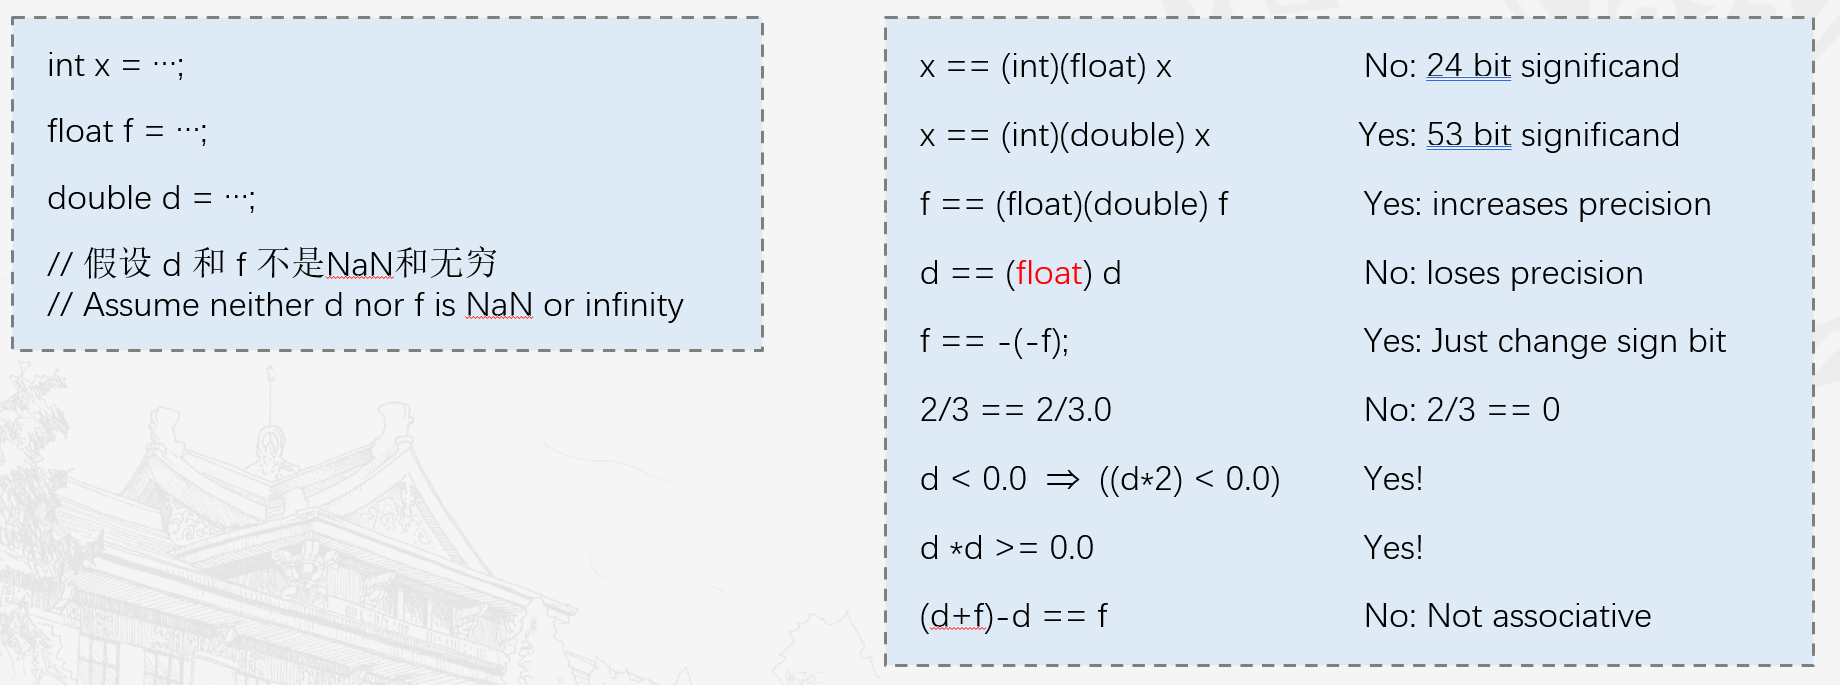 int x = …;
float f = …;
double d = …;
// 假设 d 和 f 不是NaN和无穷
// Assume neither d nor f is NaN or infinity
x == (int)(float) x No: 24 bit significand
x == (int)(double) x Yes: 53 bit significand
f == (float)(double) f Yes: increases precision
d == (float) d No: loses precision
f == -(-f); Yes: Just change sign bit
2/3 == 2/3.0 No: 2/3 == 0
d < 0.0 ⇒ ((d*2) < 0.0) Yes!
d *d >= 0.0 Yes!
(d+f)-d == f No: Not associative